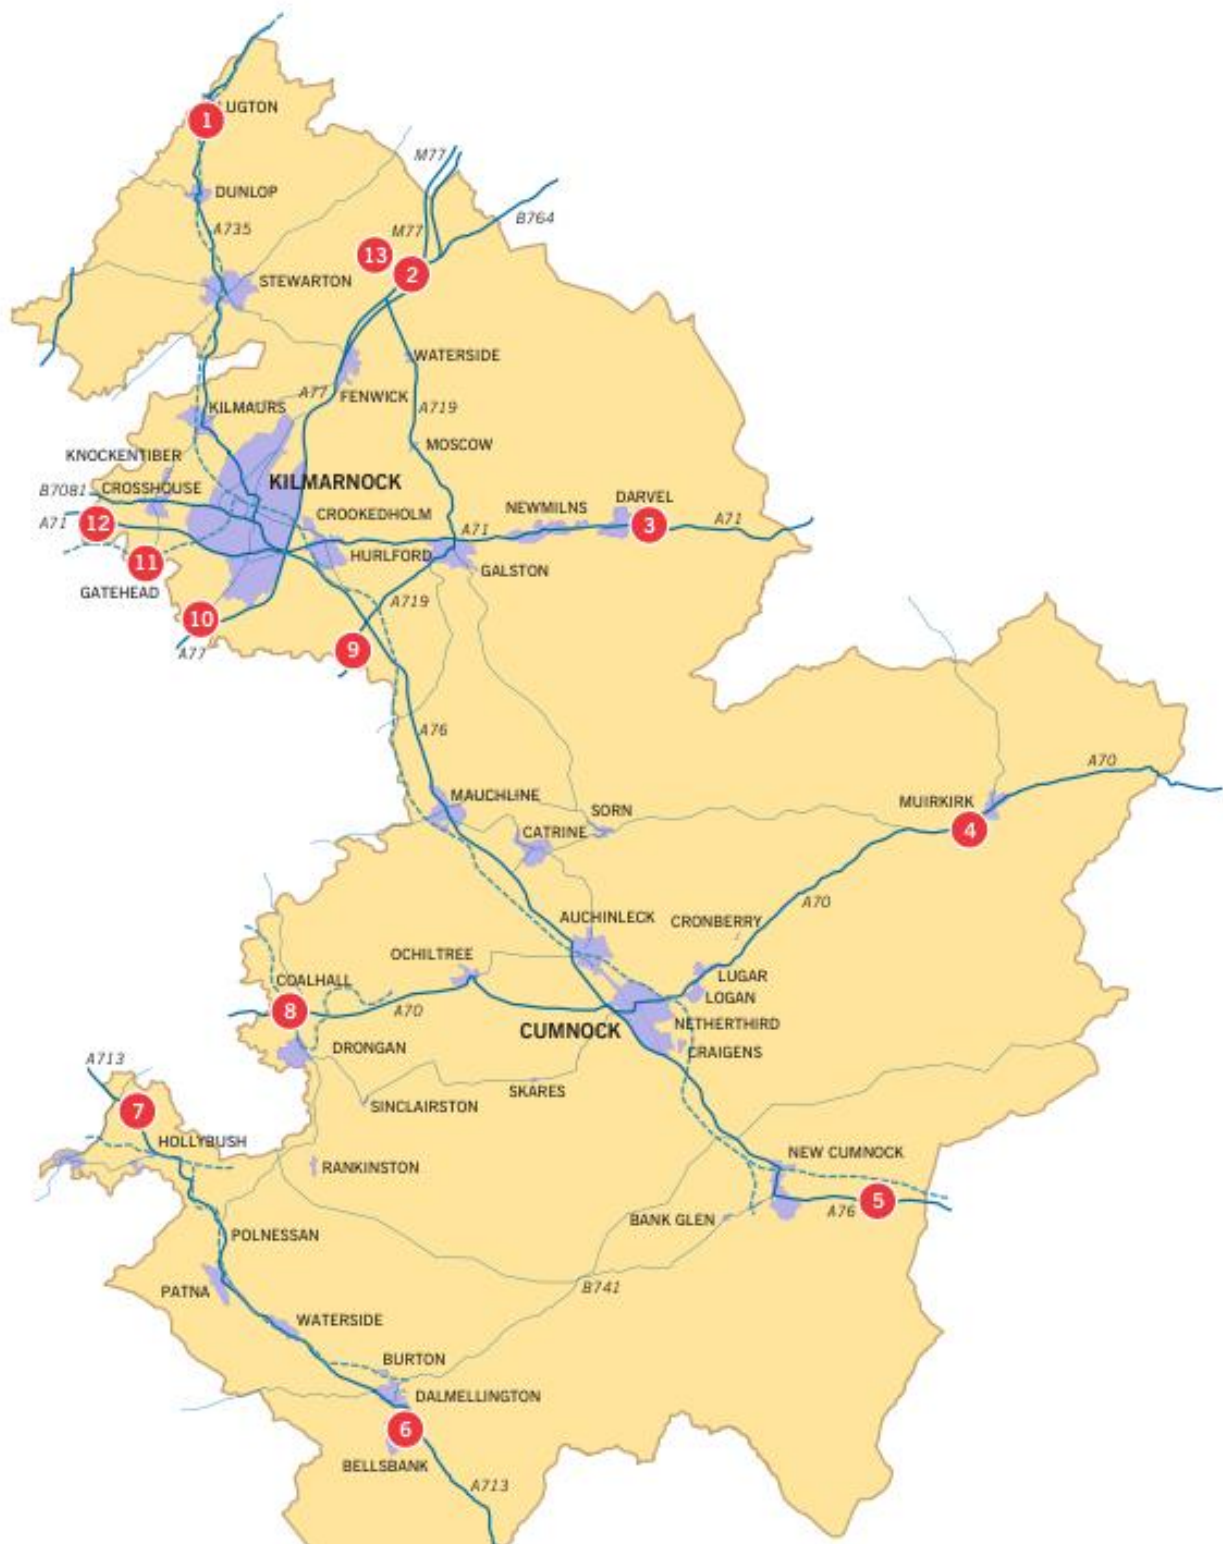 UGTON
1
M77
DUNLOP
B764
A735
M77
13
2
STEWARTON
WATERSIDE
A77
FENWICK
KILMAURS
A719
MOSCOW
KNOCKENTIBER
KILMARNOCK
B7081
CROSSHOUSE
DARVEL
NEWMILNS
CROOKEDHOLM
A71
12
A71
3
A71
HURLFORD
11
GALSTON
GATEHEAD
A719
10
A77
9
A76
A70
MAUCHLINE
MUIRKIRK
SORN
CATRINE
4
A70
AUCHINLECK
CRONBERRY
OCHILTREE
LUGAR
COALHALL
LOGAN
8
A70
NETHERTHIRD
CUMNOCK
DRONGAN
CRAIGENS
A713
SKARES
SINCLAIRSTON
7
HOLLYBUSH
NEW CUMNOCK
RANKINSTON
5
A76
BANK GLEN
POLNESSAN
B741
PATNA
WATERSIDE
BURTON
DALMELLINGTON
6
BELLSBANK
A713